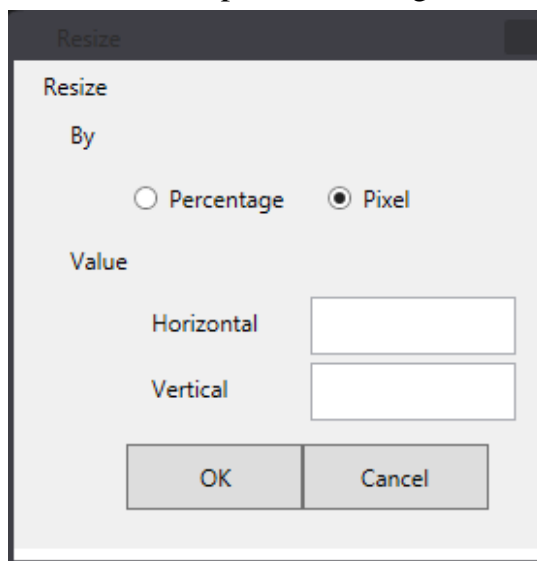 Resize
Resize
By
Percentage Pixel
Value
Horizontal
Vertical
OK Cancel